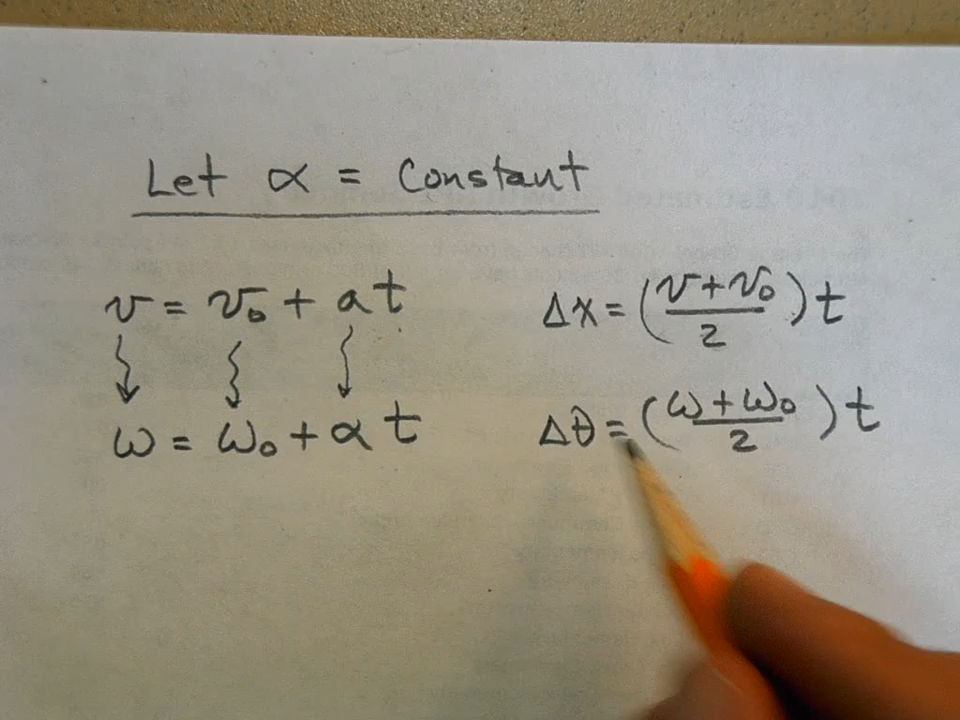 Let α = Constant
v = v₀ + at
Δx = (v + v₀ / 2) t
ω = ω₀ + αt
Δθ = (ω + ω₀ / 2) t